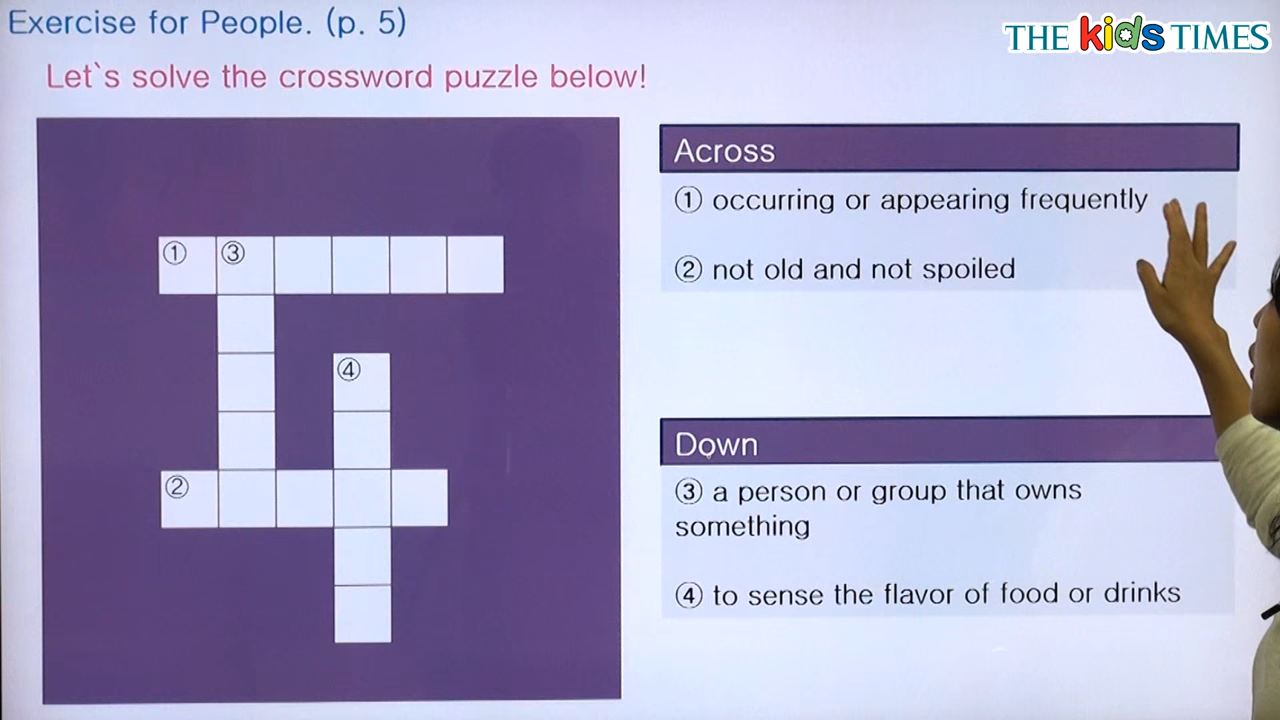 Exercise for People. (p. 5)
THE kids TIMES
Let`s solve the crossword puzzle below!
① ③
④
②
Across
① occurring or appearing frequently
② not old and not spoiled
Down
③ a person or group that owns
something
④ to sense the flavor of food or drinks